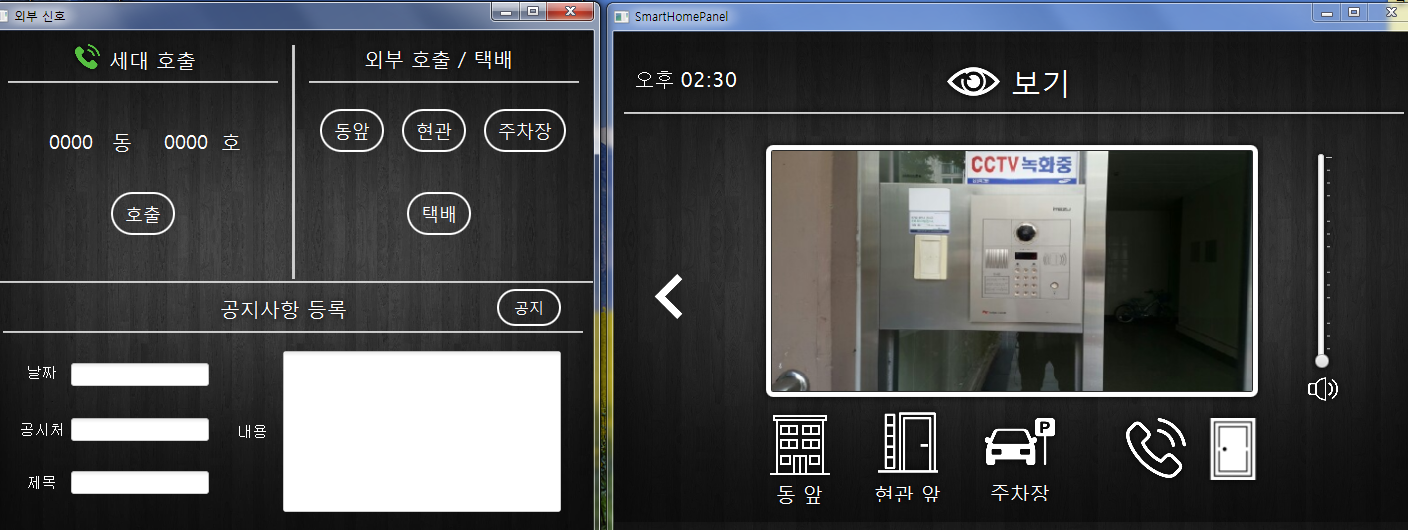 외부 신호
세대 호출
외부 호출 / 택배
0000 동 0000 호
동앞 현관 주차장
호출
택배
공지사항 등록
공지
날짜
공시처
내용
제목
SmartHomePanel
오후 02:30
보기
CCTV 녹화중
P
동 앞
현관 앞
주차장